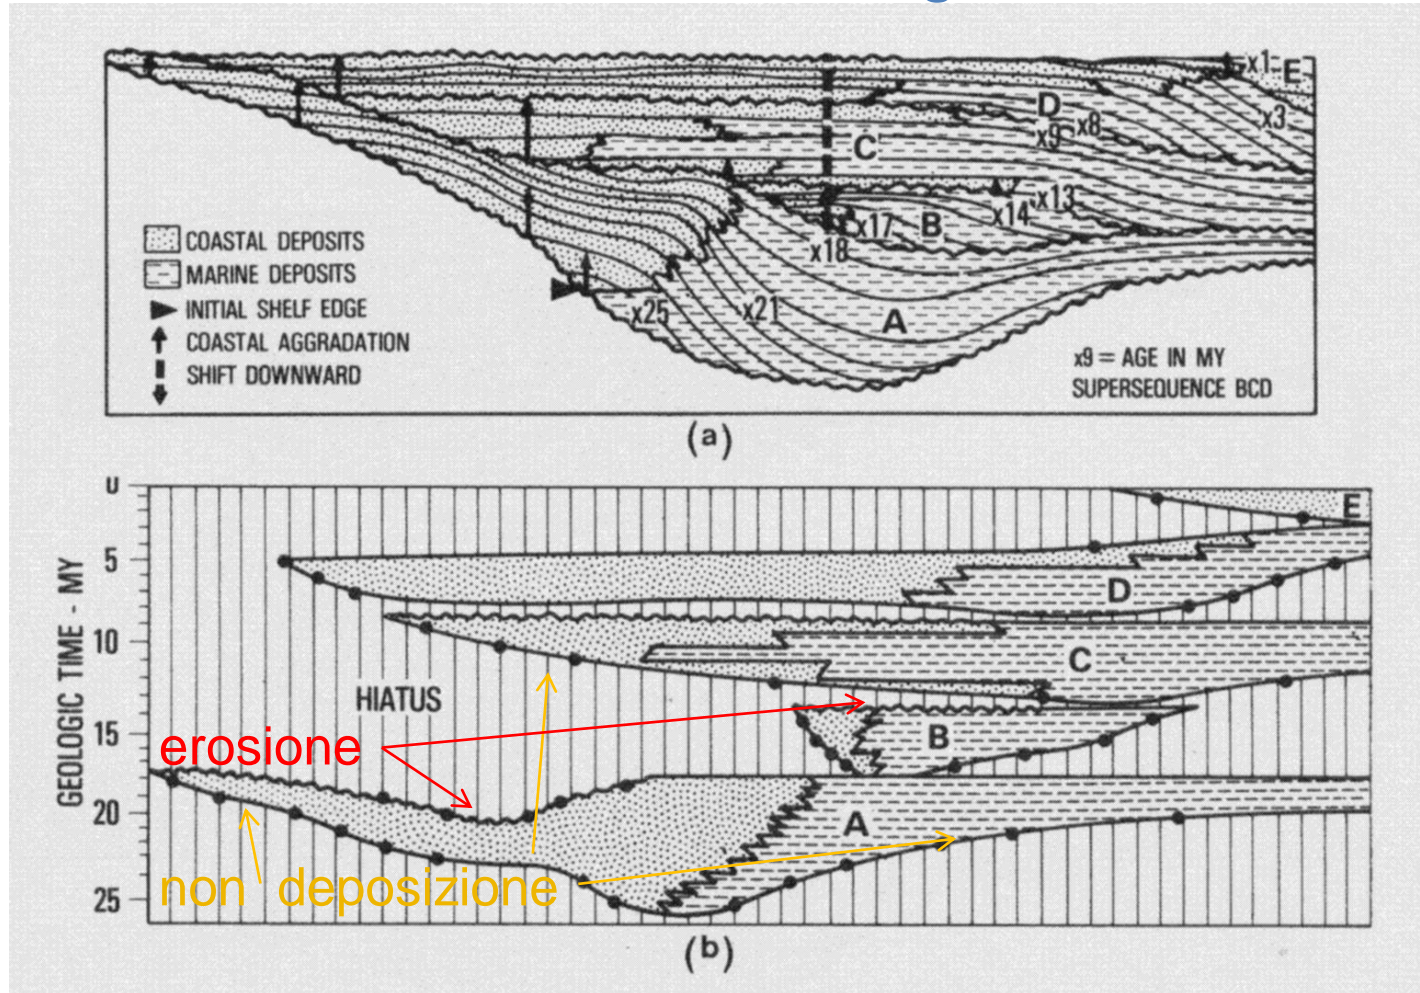 x1
E
D
x3
x8
x9
C
x13
x14
B
x17
x18
COASTAL DEPOSITS
MARINE DEPOSITS
INITIAL SHELF EDGE
x25
x21
A
COASTAL AGGRADATION
SHIFT DOWNWARD
x9 = AGE IN MY
SUPERSEQUENCE BCD
(a)
0
E
5
D
10
C
HIATUS
15
erosione
B
GEOLOGIC TIME - MY
20
A
non deposizione
25
(b)